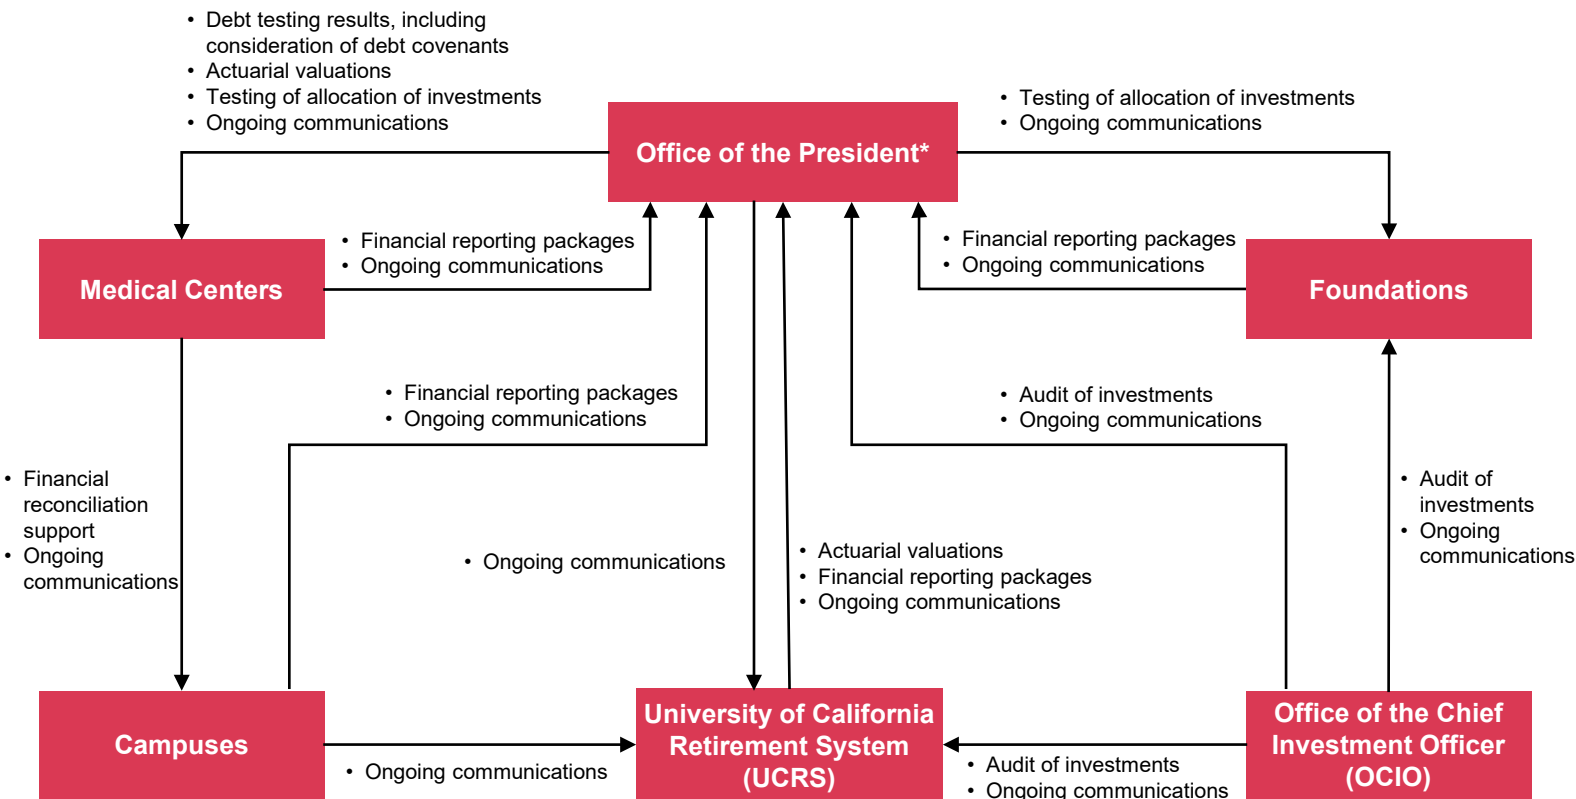 • Debt testing results, including
consideration of debt covenants
• Actuarial valuations
• Testing of allocation of investments
• Ongoing communications
• Testing of allocation of investments
• Ongoing communications
Office of the President*
• Financial reporting packages
• Ongoing communications
• Financial reporting packages
• Ongoing communications
Medical Centers
Foundations
• Financial reporting packages
• Ongoing communications
• Audit of investments
• Ongoing communications
• Financial
reconciliation
support
• Ongoing
communications
• Ongoing communications
• Actuarial valuations
• Financial reporting packages
• Ongoing communications
• Audit of
investments
• Ongoing
communications
Campuses
• Ongoing communications
University of California
Retirement System
(UCRS)
• Audit of investments
• Ongoing communications
Office of the Chief
Investment Officer
(OCIO)